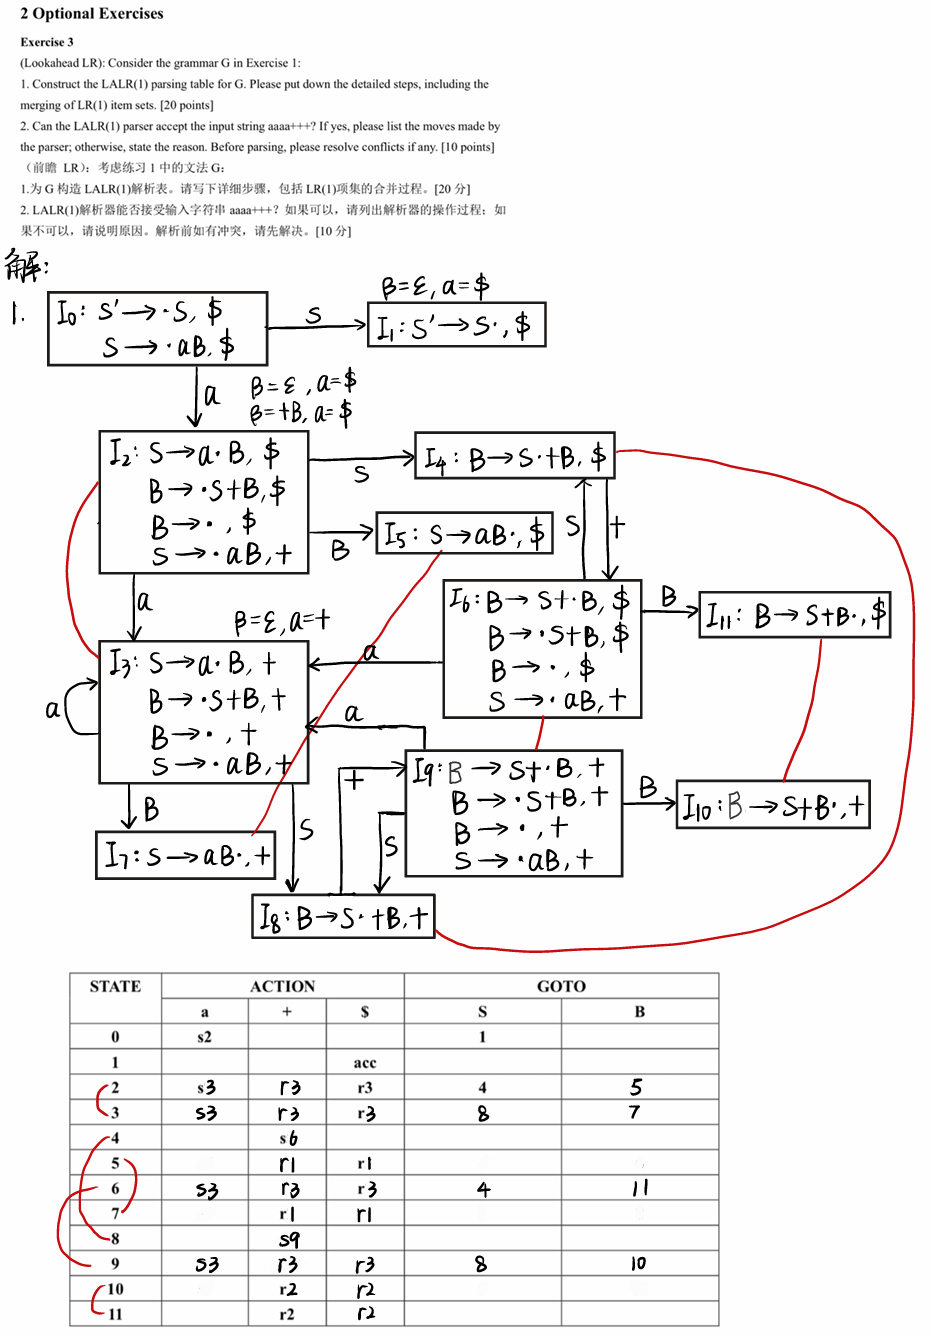 2 Optional Exercises
Exercise 3
(Lookahead LR): Consider the grammar G in Exercise 1:
1. Construct the LALR(1) parsing table for G. Please put down the detailed steps, including the
merging of LR(1) item sets. [20 points]
2. Can the LALR(1) parser accept the input string aaaa+++? If yes, please list the moves made by
the parser; otherwise, state the reason. Before parsing, please resolve conflicts if any. [10 points]
（前瞻 LR）：考虑练习 1 中的文法 G：
1.为 G 构造 LALR(1)解析表。请写下详细步骤，包括 LR(1)项集的合并过程。[20 分]
2. LALR(1)解析器能否接受输入字符串 aaaa+++？如果可以，请列出解析器的操作过程；如
果不可以，请说明原因。解析前如有冲突，请先解决。[10 分]
解:
1.
I0: S'→·S, $
S→·aB, $
S
β=ε, a=$
I1: S'→S·, $
a
β=ε, a=$
β=+B, a=$
I2: S→a·B, $
B→·S+B, $
B→·, $
S→·aB, +
S
I4: B→S·+B, $
B
I5: S→aB·, $
S
+
a
β=ε, a=+
I6: B→S+·B, $
B→·S+B, $
B→·, $
S→·aB, +
B
I11: B→S+B·, $
I3: S→a·B, +
B→·S+B, +
B→·, +
S→·aB, +
a
a
a
B
S
+
S
I9: B→S+·B, +
B→·S+B, +
B→·, +
S→·aB, +
B
I10: B→S+B·, +
I7: S→aB·, +
I8: B→S·+B, +
STATE ACTION GOTO
a + $ S B
0 s2 1
1 acc
2 s3 r3 r3 4 5
3 s3 r3 r3 8 7
4 s6
5 r1 r1
6 s3 r3 r3 4 11
7 r1 r1
8 s9
9 s3 r3 r3 8 10
10 r2 r2
11 r2 r2